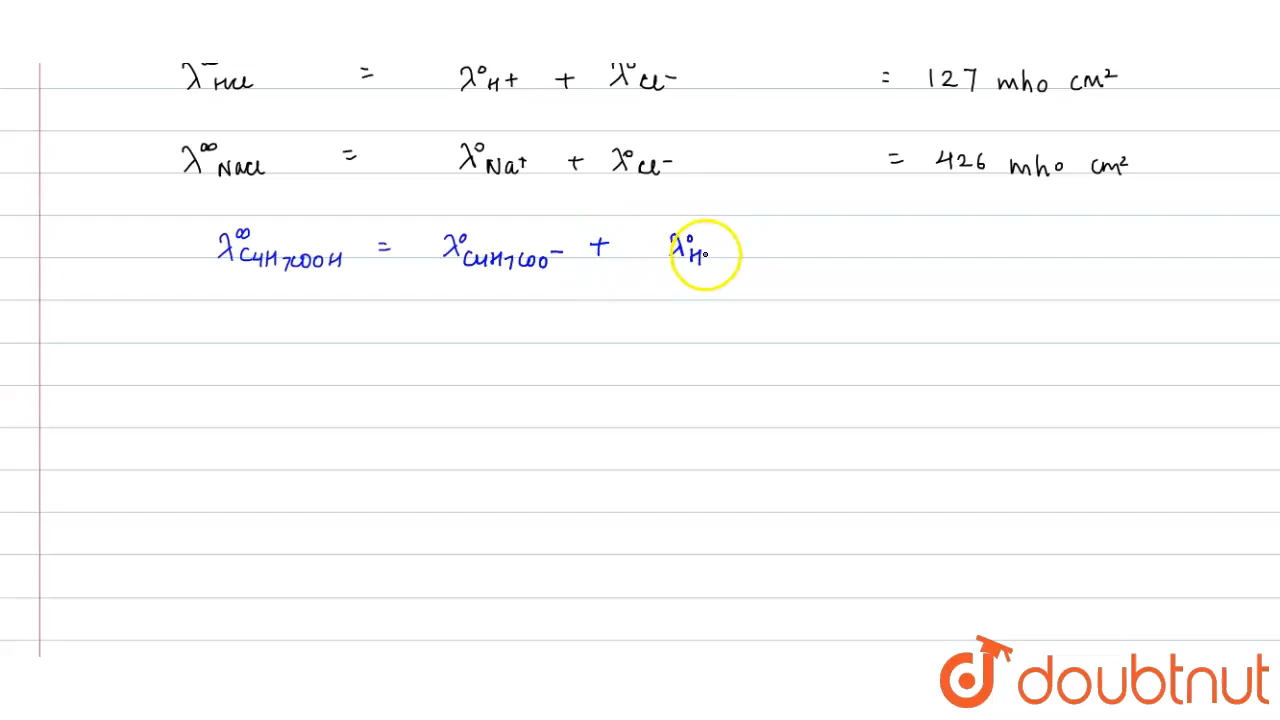 λ∞HCl = λ°H+ + λ°Cl− = 127 mho cm²
λ∞NaCl = λ°Na+ + λ°Cl− = 426 mho cm²
λ∞C4H7COOH = λ°C4H7COO− + λ°H
doubtnut